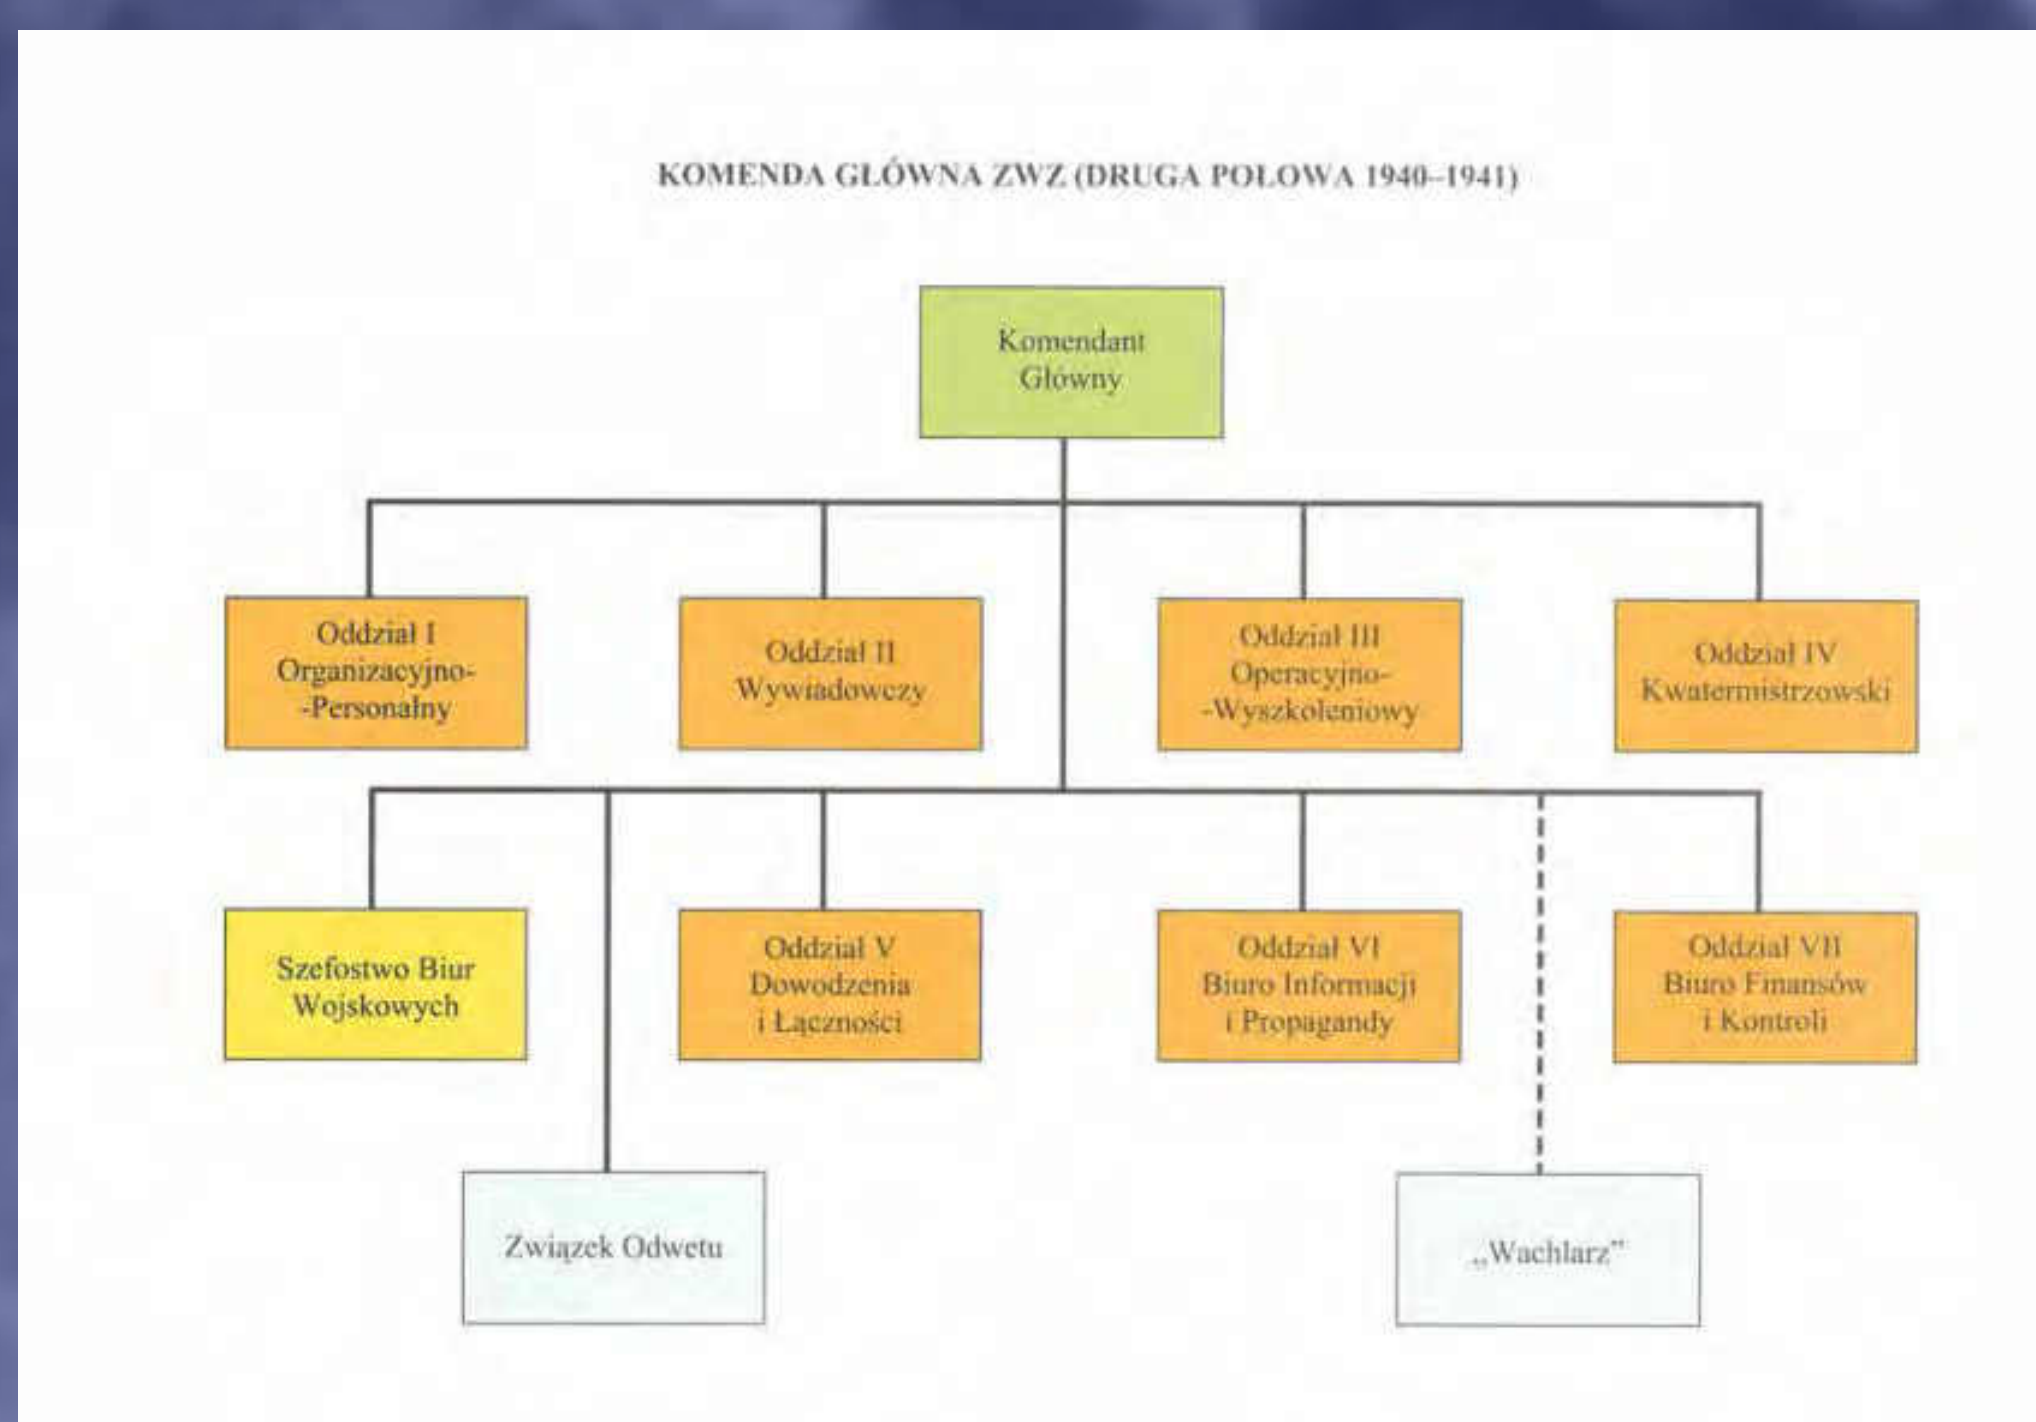 KOMENDA GŁÓWNA ZWZ (DRUGA POŁOWA 1940–1941)
Komendant
Główny
Oddział I
Organizacyjno-
-Personalny
Oddział II
Wywiadowczy
Oddział III
Operacyjno-
-Wyszkoleniowy
Oddział IV
Kwatermistrzowski
Szefostwo Biur
Wojskowych
Oddział V
Dowodzenia
i Łączności
Oddział VI
Biuro Informacji
i Propagandy
Oddział VII
Biuro Finansów
i Kontroli
Związek Odwetu
„Wachlarz”